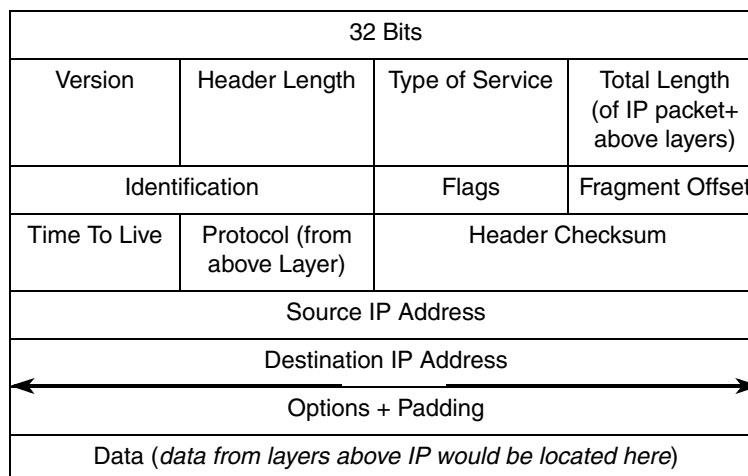 32 Bits
Version Header Length Type of Service Total Length
(of IP packet+
above layers)
Identification Flags Fragment Offset
Time To Live Protocol (from Header Checksum
above Layer)
Source IP Address
Destination IP Address
Options + Padding
Data (data from layers above IP would be located here)